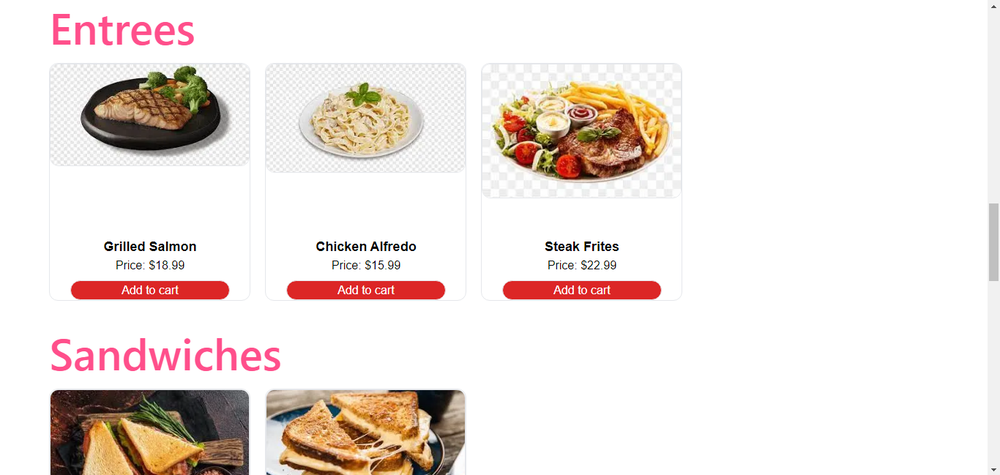 Entrees
Grilled Salmon
Chicken Alfredo
Steak Frites
Price: $18.99
Price: $15.99
Price: $22.99
Add to cart
Add to cart
Add to cart
Sandwiches